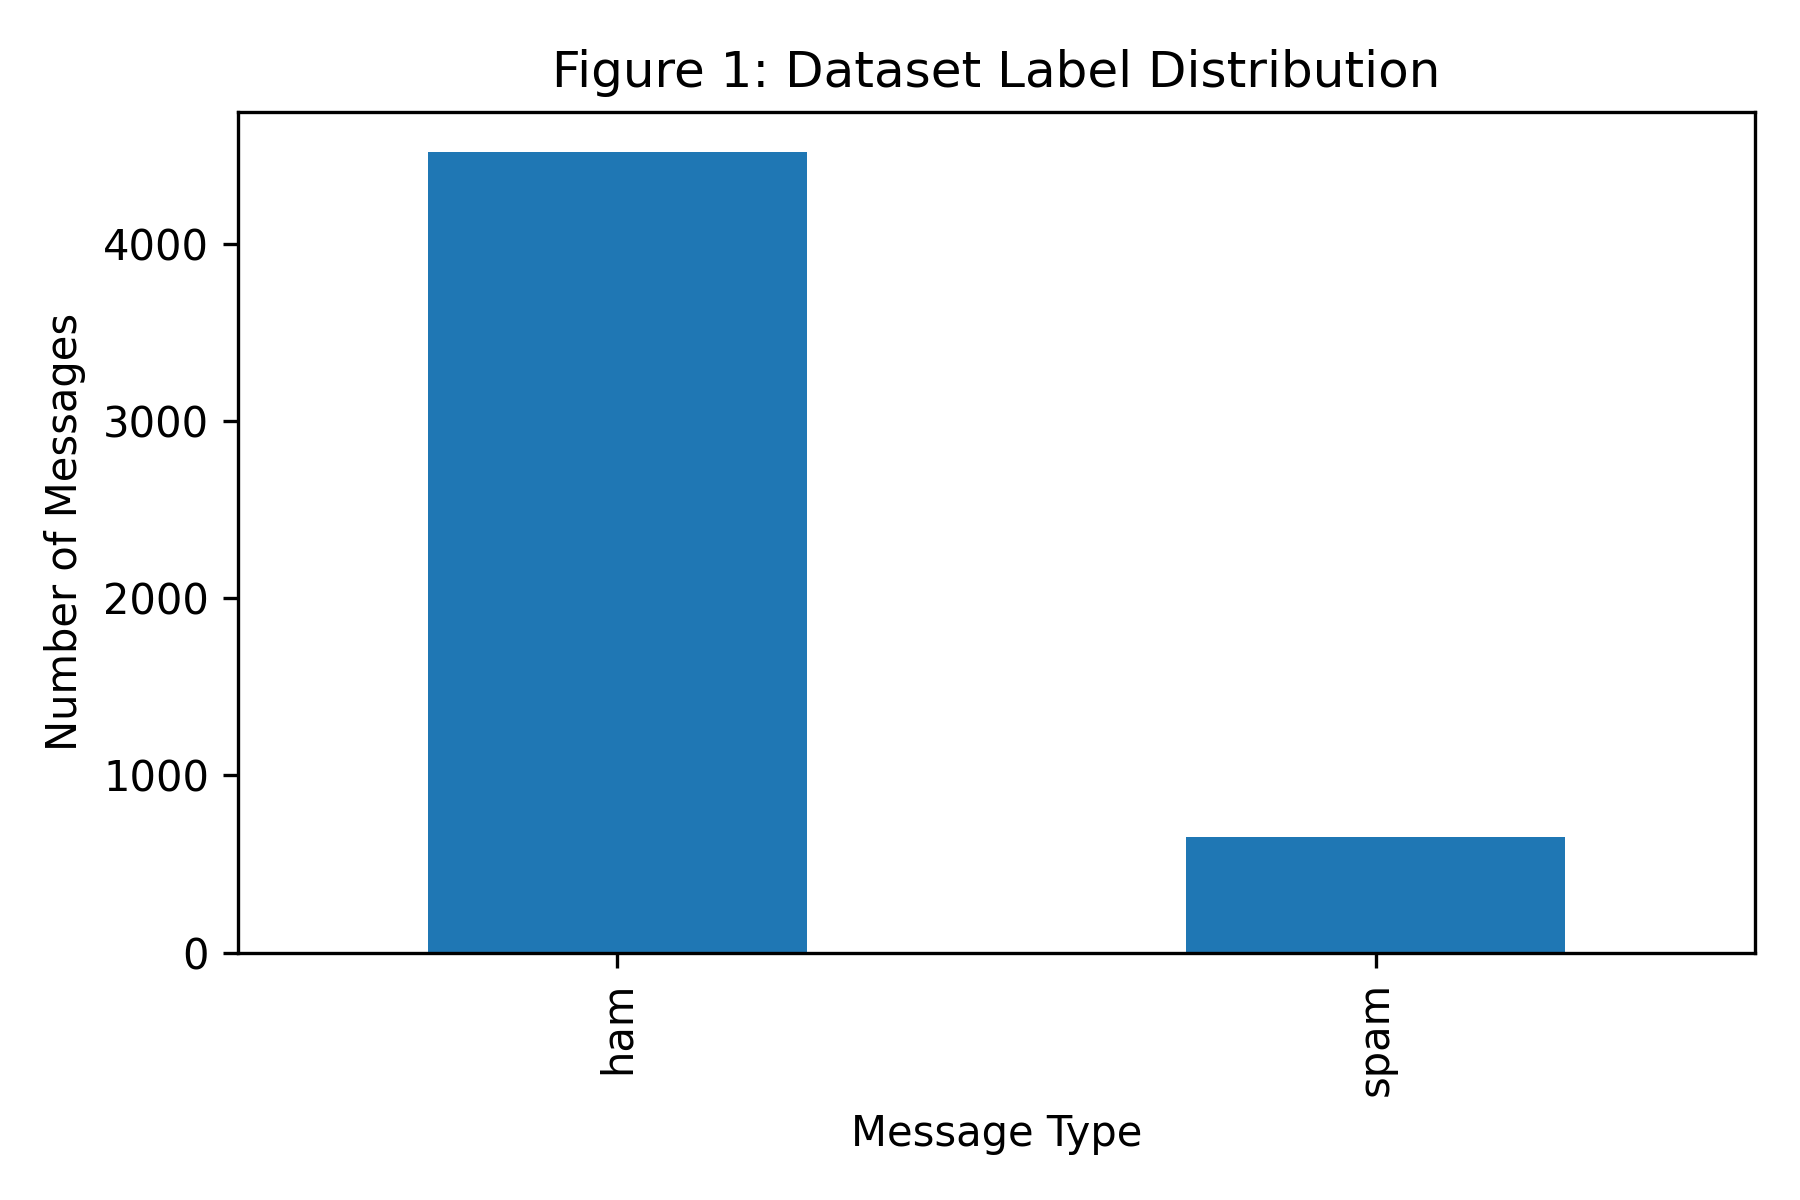 Figure 1: Dataset Label Distribution
Number of Messages
4000
3000
2000
1000
0
ham
spam
Message Type